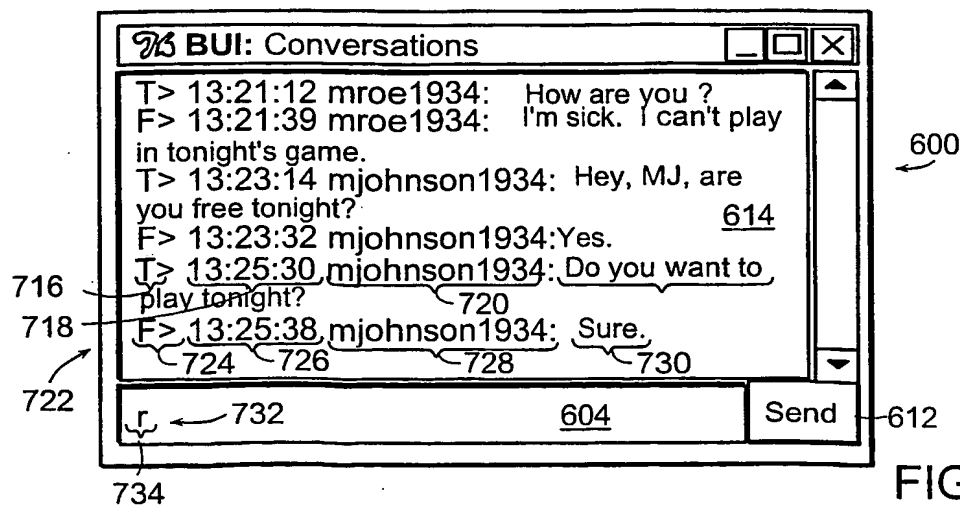 BUI: Conversations
T> 13:21:12 mroe1934: How are you ?
F> 13:21:39 mroe1934: I'm sick. I can't play
in tonight's game.
600
T> 13:23:14 mjohnson1934: Hey, MJ, are
you free tonight?
614
F> 13:23:32 mjohnson1934:Yes.
T> 13:25:30 mjohnson1934: Do you want to
716
play tonight?
718
720
F> 13:25:38 mjohnson1934: Sure.
724 726 728 730
722
r 732 604 Send 612
734
FIG